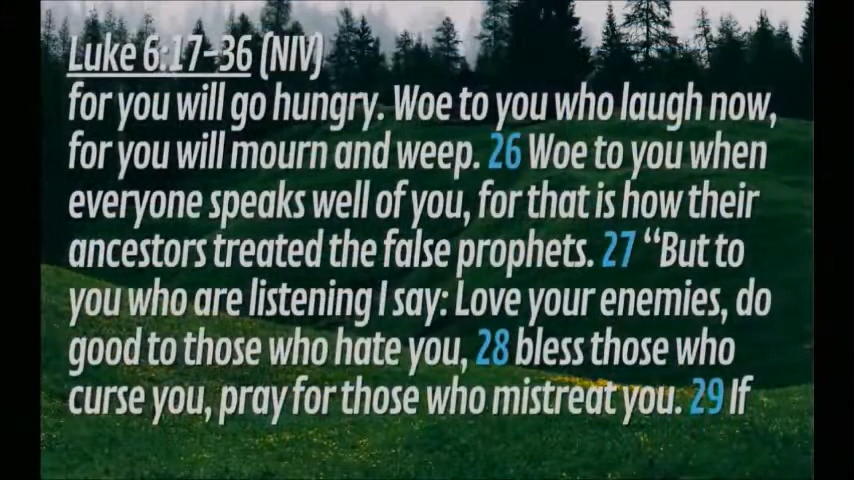 Luke 6:17-36 (NIV)
for you will go hungry. Woe to you who laugh now,
for you will mourn and weep. 26 Woe to you when
everyone speaks well of you, for that is how their
ancestors treated the false prophets. 27 “But to
you who are listening I say: Love your enemies, do
good to those who hate you, 28 bless those who
curse you, pray for those who mistreat you. 29 If